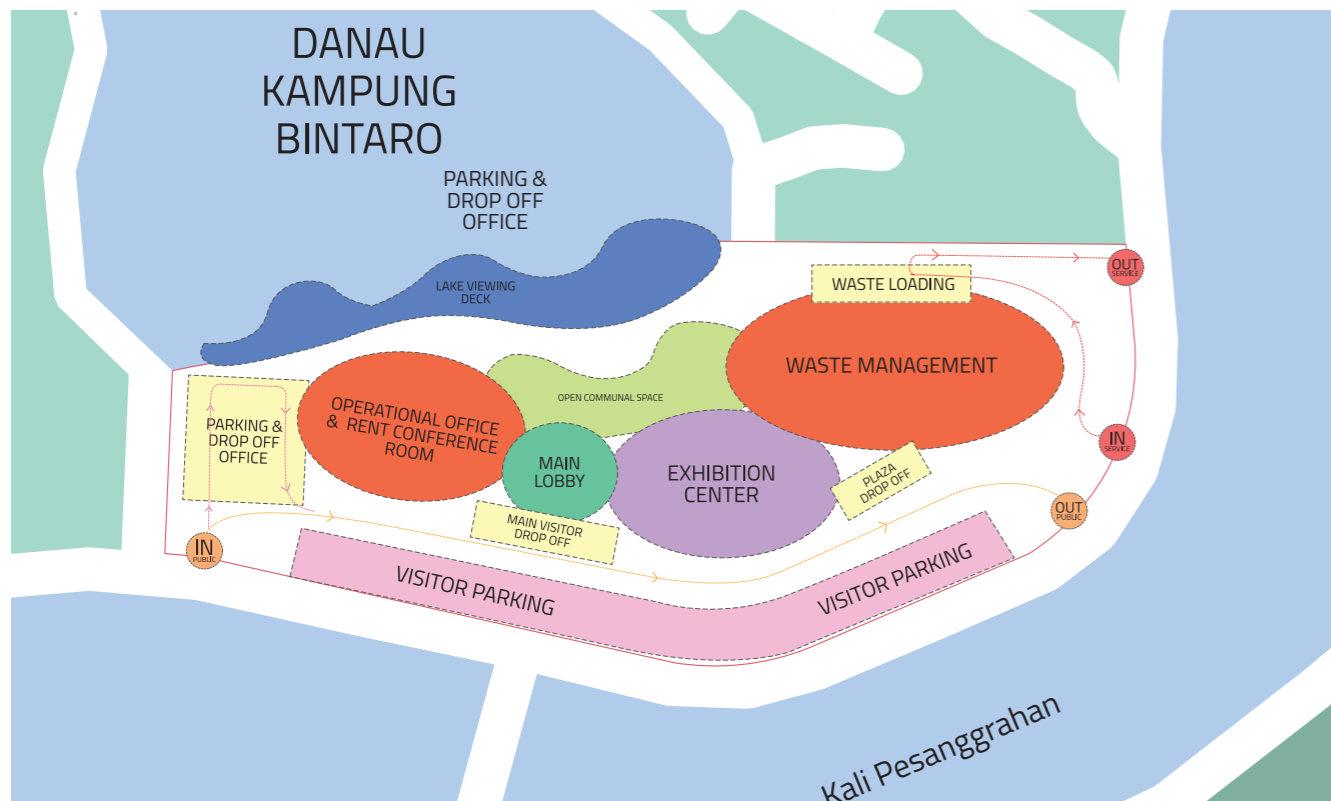 DANAU
KAMPUNG
BINTARO
PARKING &
DROP OFF
OFFICE
LAKE VIEWING
DECK
WASTE LOADING
OUT
SERVICE
WASTE MANAGEMENT
OPEN COMMUNAL SPACE
OPERATIONAL OFFICE
& RENT CONFERENCE
ROOM
PARKING &
DROP OFF
OFFICE
MAIN
LOBBY
EXHIBITION
CENTER
IN
SERVICE
PLAZA
DROP OFF
OUT
PUBLIC
MAIN VISITOR
DROP OFF
IN
PUBLIC
VISITOR PARKING
VISITOR PARKING
Kali Pesanggrahan